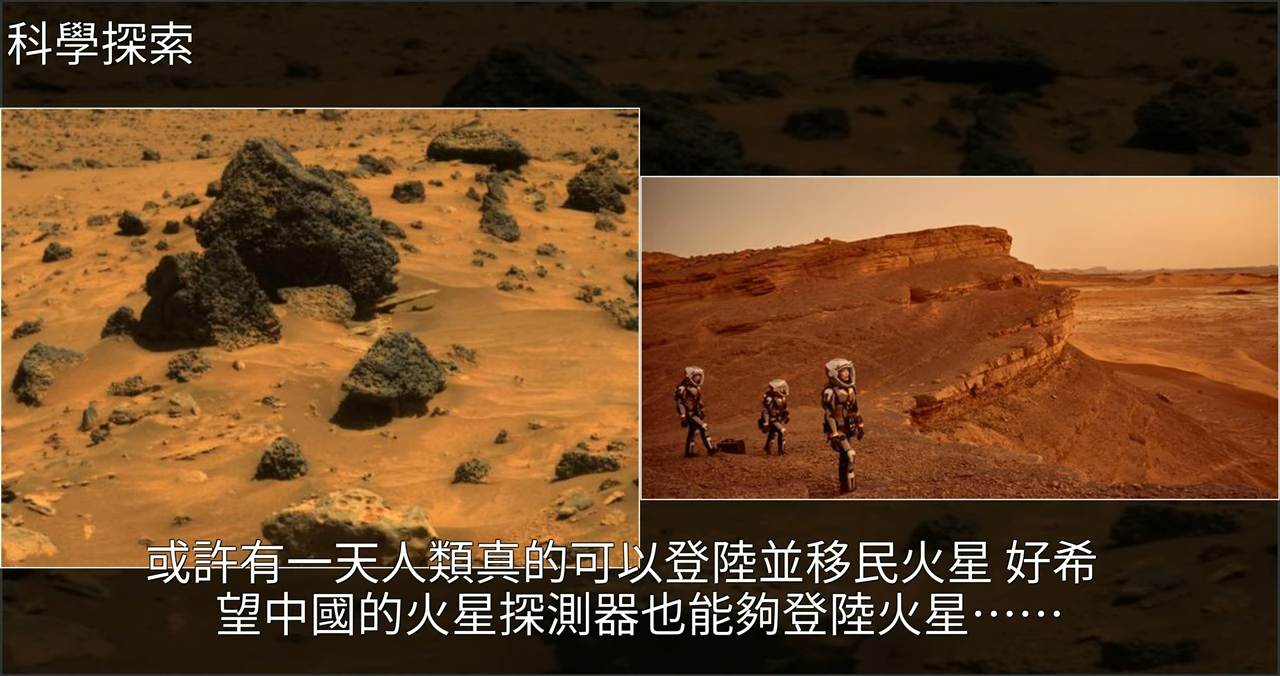 科學探索
或許有一天人類真的可以登陸並移民火星 好希
望中國的火星探測器也能夠登陸火星⋯⋯